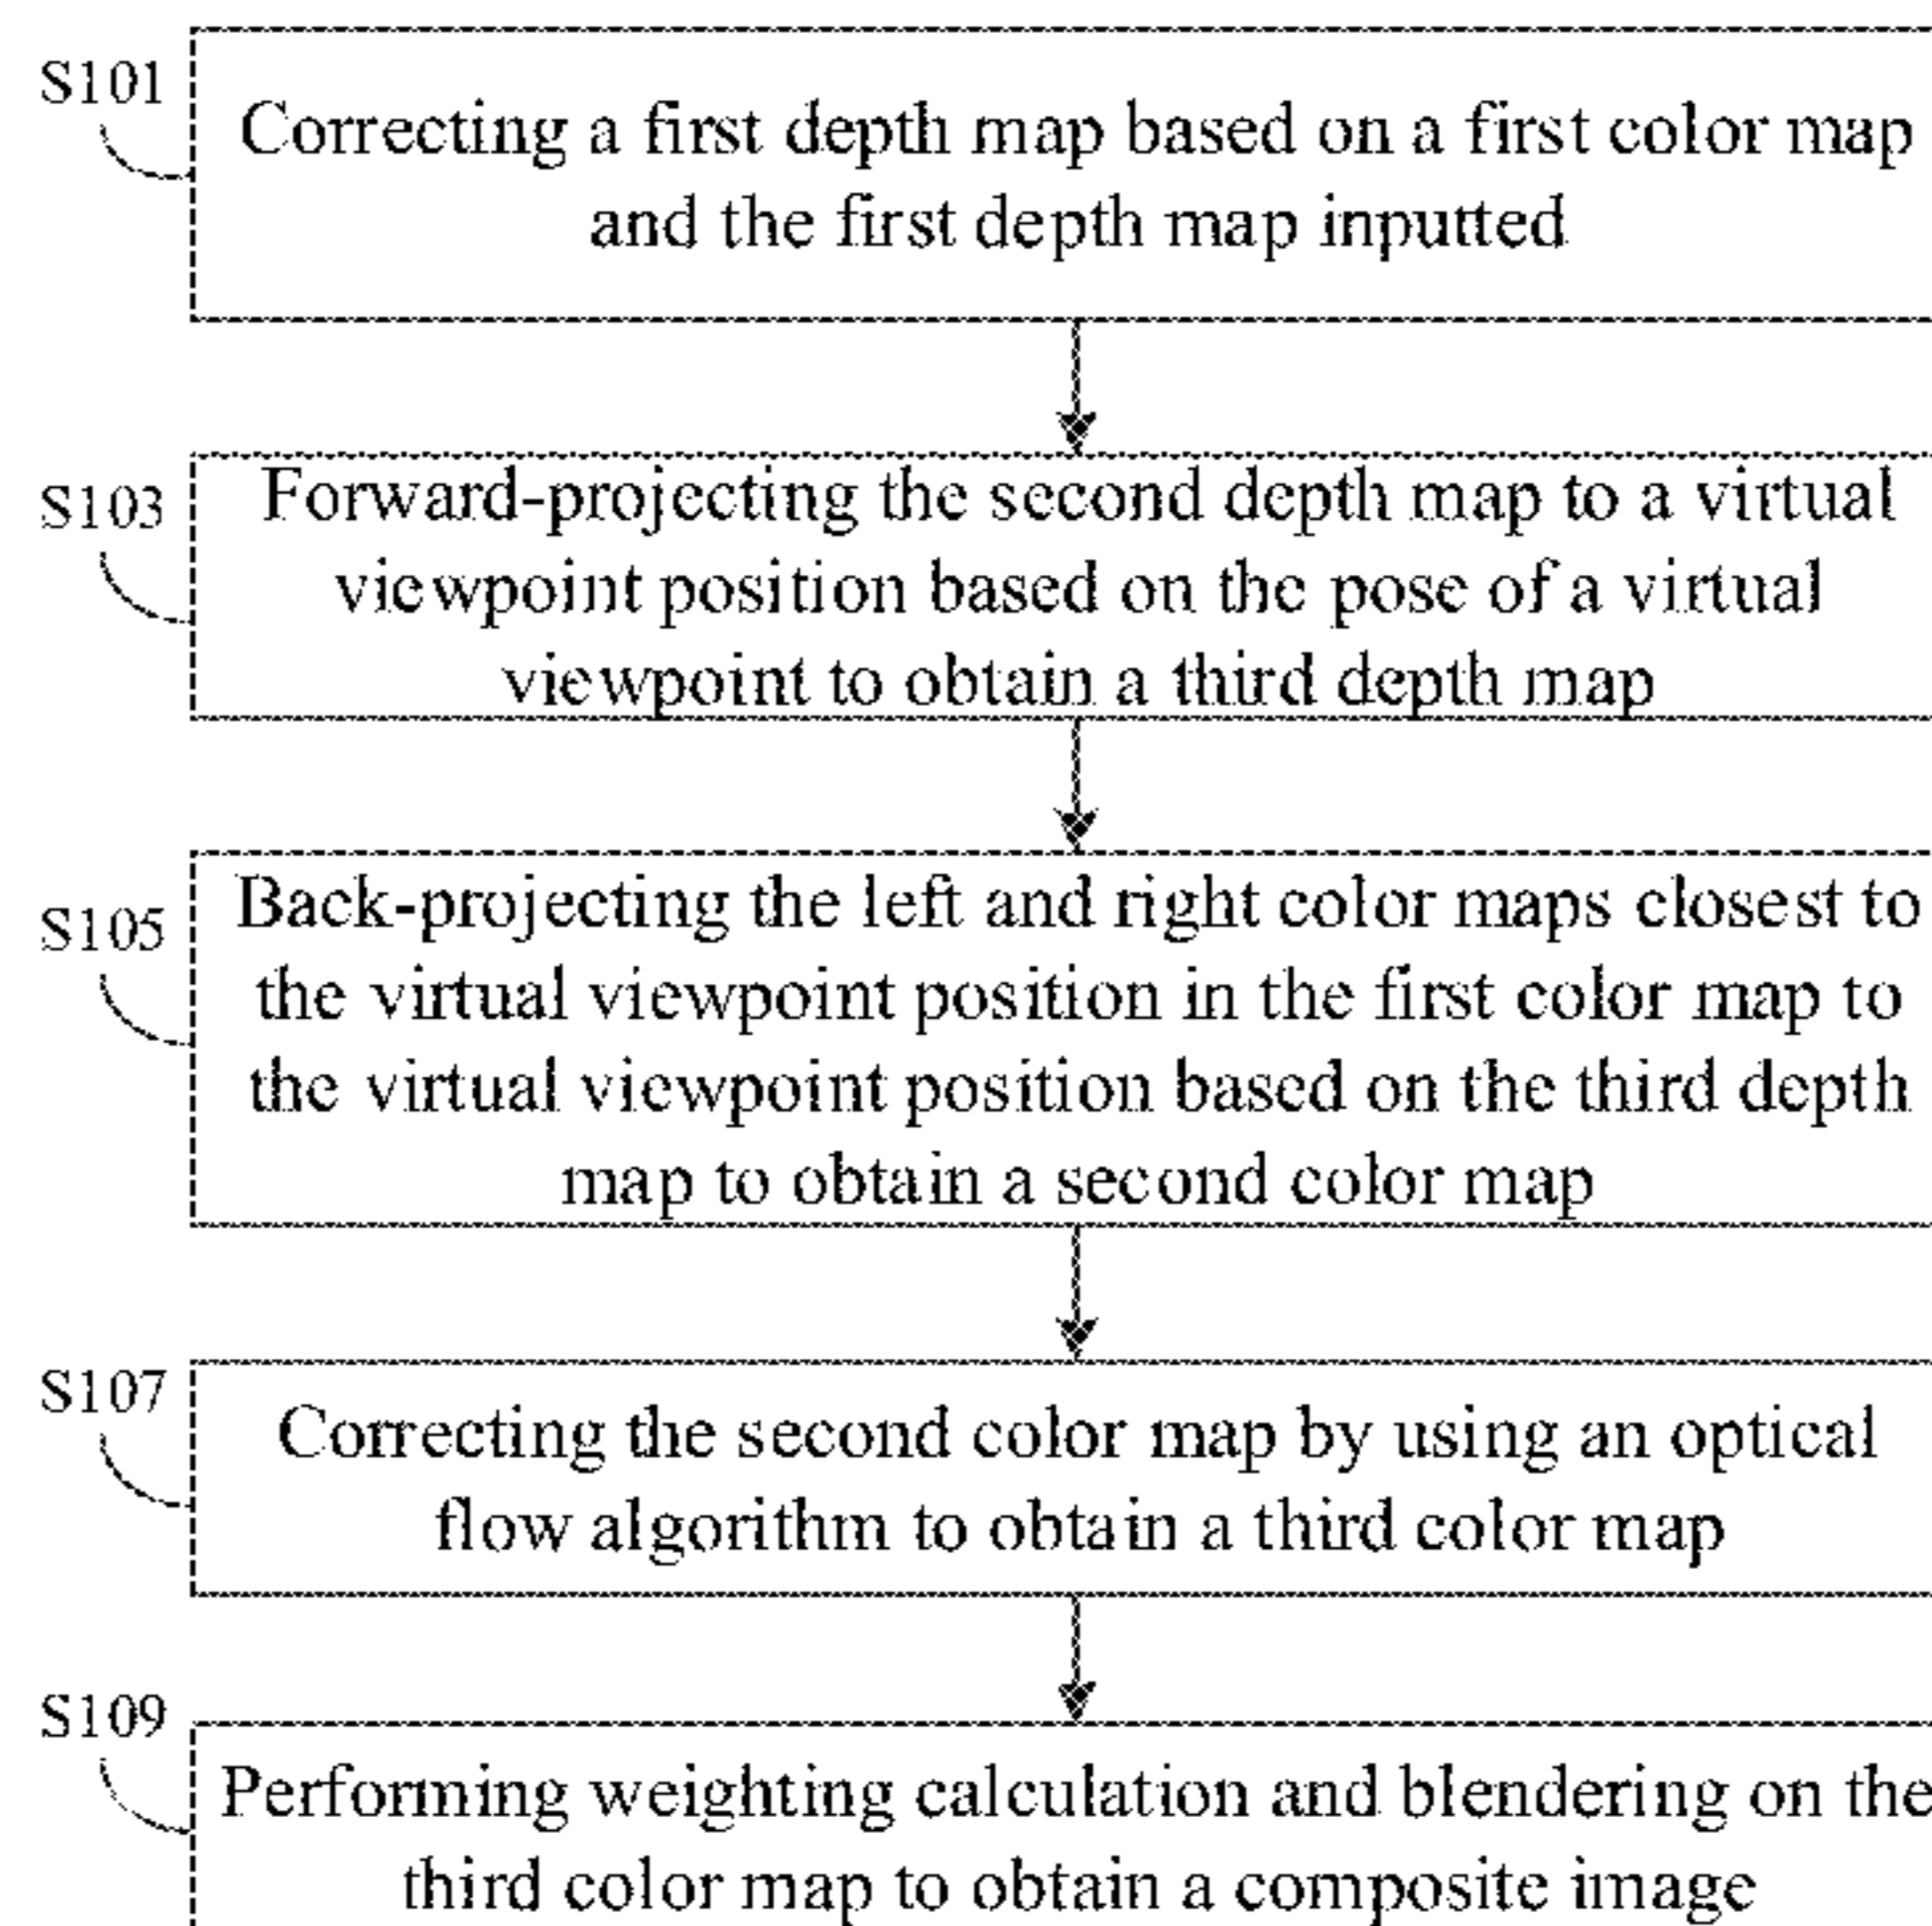 S101
Correcting a first depth map based on a first color map
and the first depth map inputted
S103
Forward-projecting the second depth map to a virtual
viewpoint position based on the pose of a virtual
viewpoint to obtain a third depth map
S105
Back-projecting the left and right color maps closest to
the virtual viewpoint position in the first color map to
the virtual viewpoint position based on the third depth
map to obtain a second color map
S107
Correcting the second color map by using an optical
flow algorithm to obtain a third color map
S109
Performing weighting calculation and blendering on the
third color map to obtain a composite image